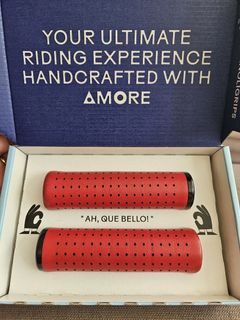 YOUR ULTIMATE
RIDING EXPERIENCE
HANDCRAFTED WITH
AMORE
"AH, QUE BELLO!"